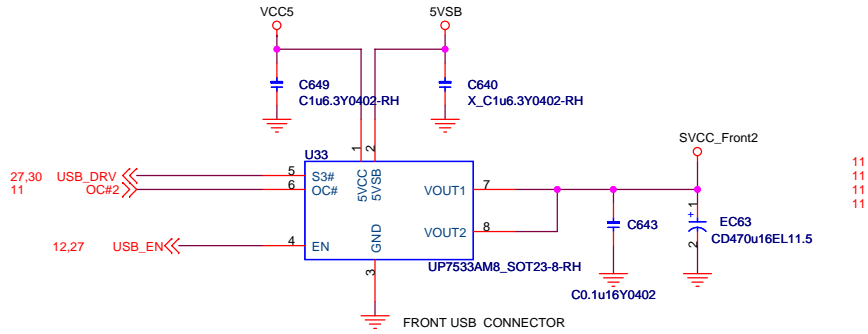 VCC5
5VSB
C649
C1u6.3Y0402-RH
C640
X_C1u6.3Y0402-RH
SVCC_Front2
U33
1
2
27,30 USB_DRV
5
S3#
5VCC
5VSB
VOUT1
7
11
11 OC#2
6
OC#
11
11
11
12,27 USB_EN
4
EN
GND
VOUT2
8
C643
1
+
EC63
2
CD470u16EL11.5
3
UP7533AM8_SOT23-8-RH
C0.1u16Y0402
FRONT USB CONNECTOR